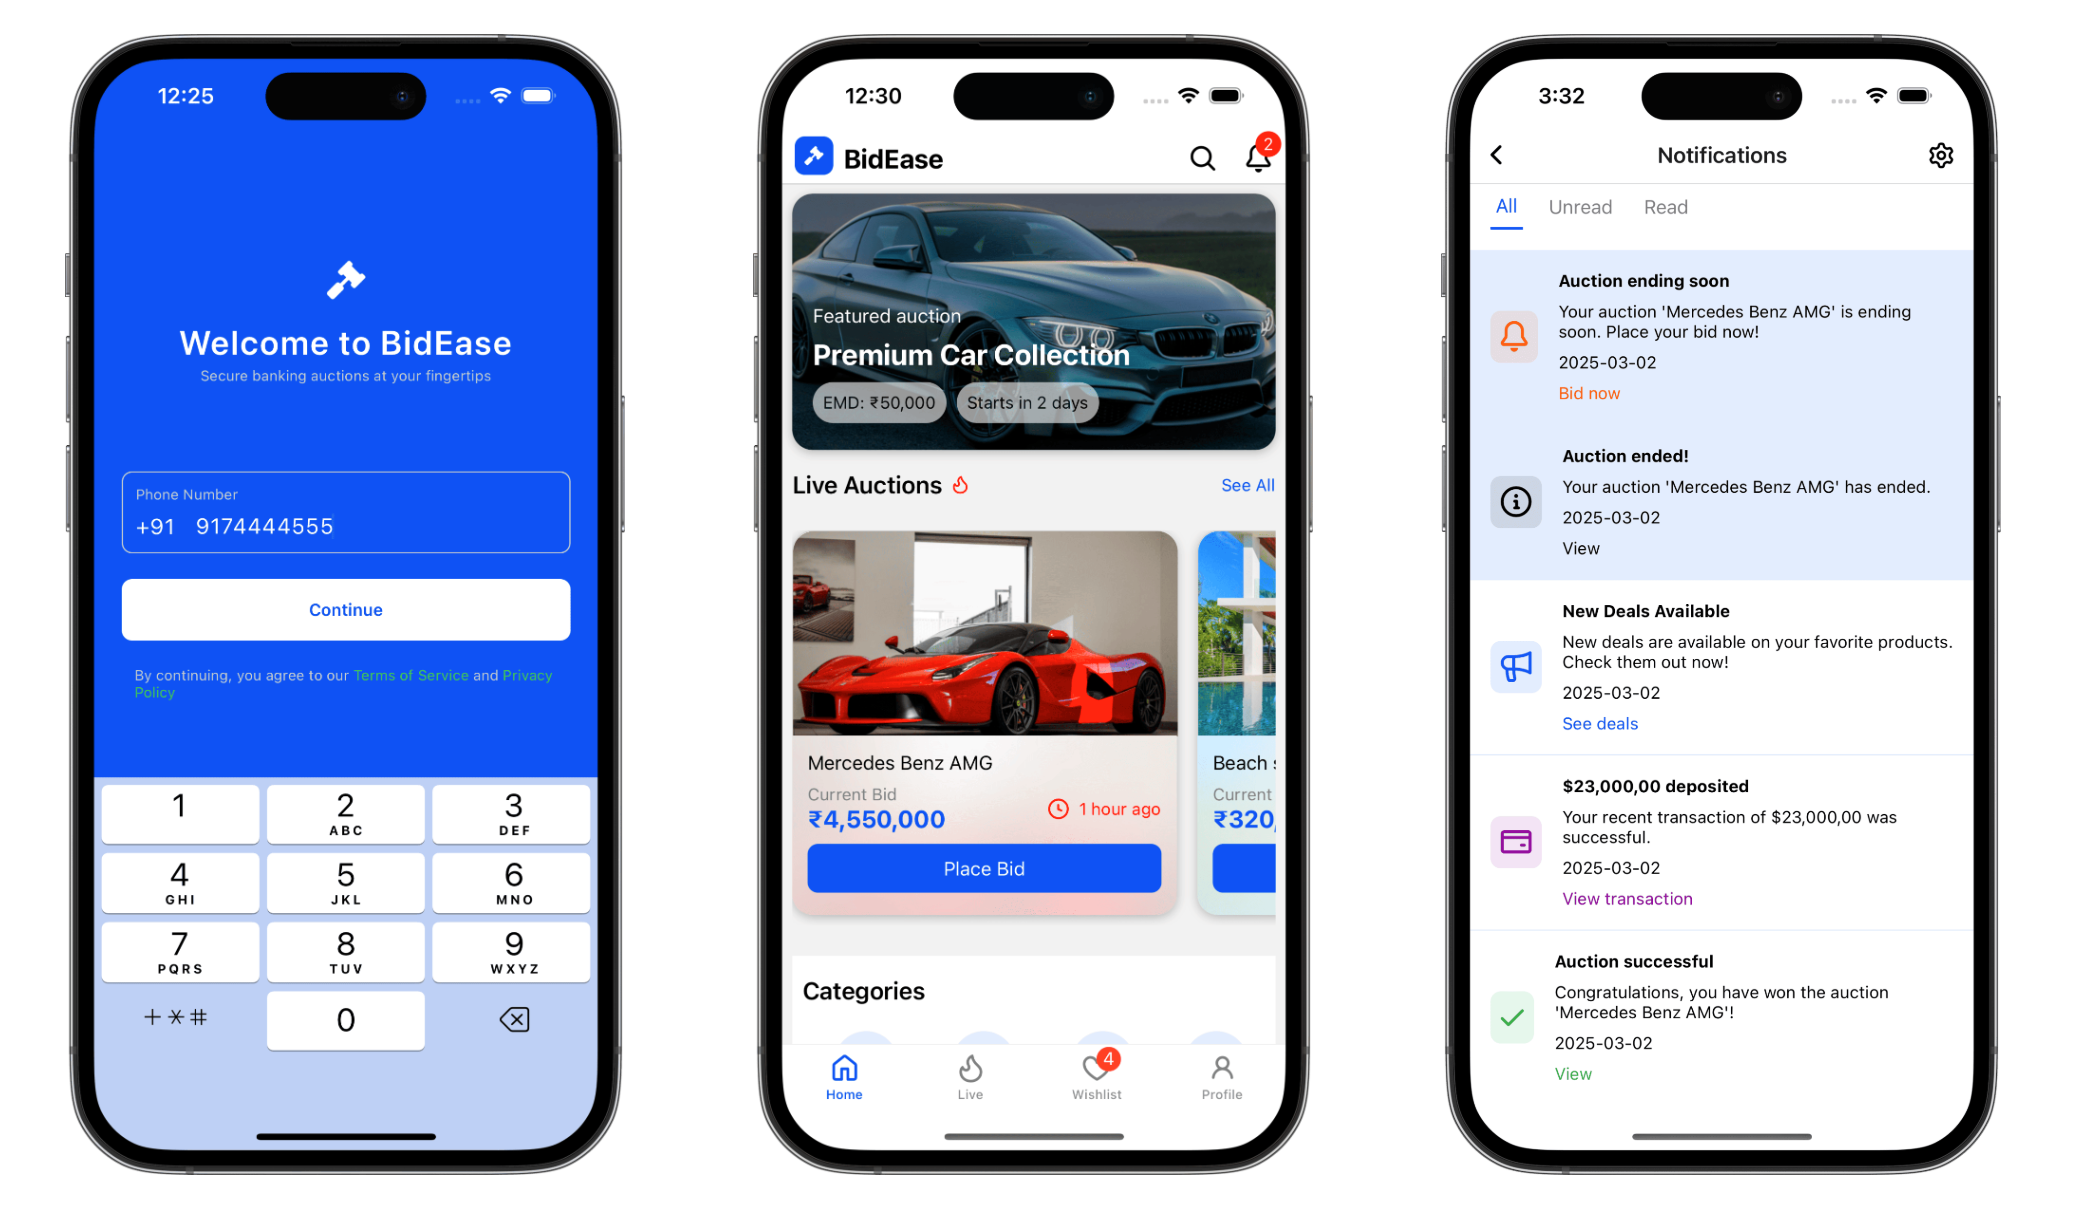 12:25
Welcome to BidEase
Secure banking auctions at your fingertips
Phone Number
+91 9174444555
Continue
By continuing, you agree to our Terms of Service and Privacy
Policy
1
2
ABC
3
DEF
4
GHI
5
JKL
6
MNO
7
PQRS
8
TUV
9
WXYZ
+*#
0
12:30
BidEase
2
Featured auction
Premium Car Collection
EMD: ₹50,000
Starts in 2 days
Live Auctions
See All
Mercedes Benz AMG
Current Bid
₹4,550,000
1 hour ago
Place Bid
Beach
Current
₹320,
Categories
Home
Live
4
Wishlist
Profile
3:32
Notifications
All
Unread
Read
Auction ending soon
Your auction 'Mercedes Benz AMG' is ending
soon. Place your bid now!
2025-03-02
Bid now
Auction ended!
Your auction 'Mercedes Benz AMG' has ended.
2025-03-02
View
New Deals Available
New deals are available on your favorite products.
Check them out now!
2025-03-02
See deals
$23,000,00 deposited
Your recent transaction of $23,000,00 was
successful.
2025-03-02
View transaction
Auction successful
Congratulations, you have won the auction
'Mercedes Benz AMG'!
2025-03-02
View